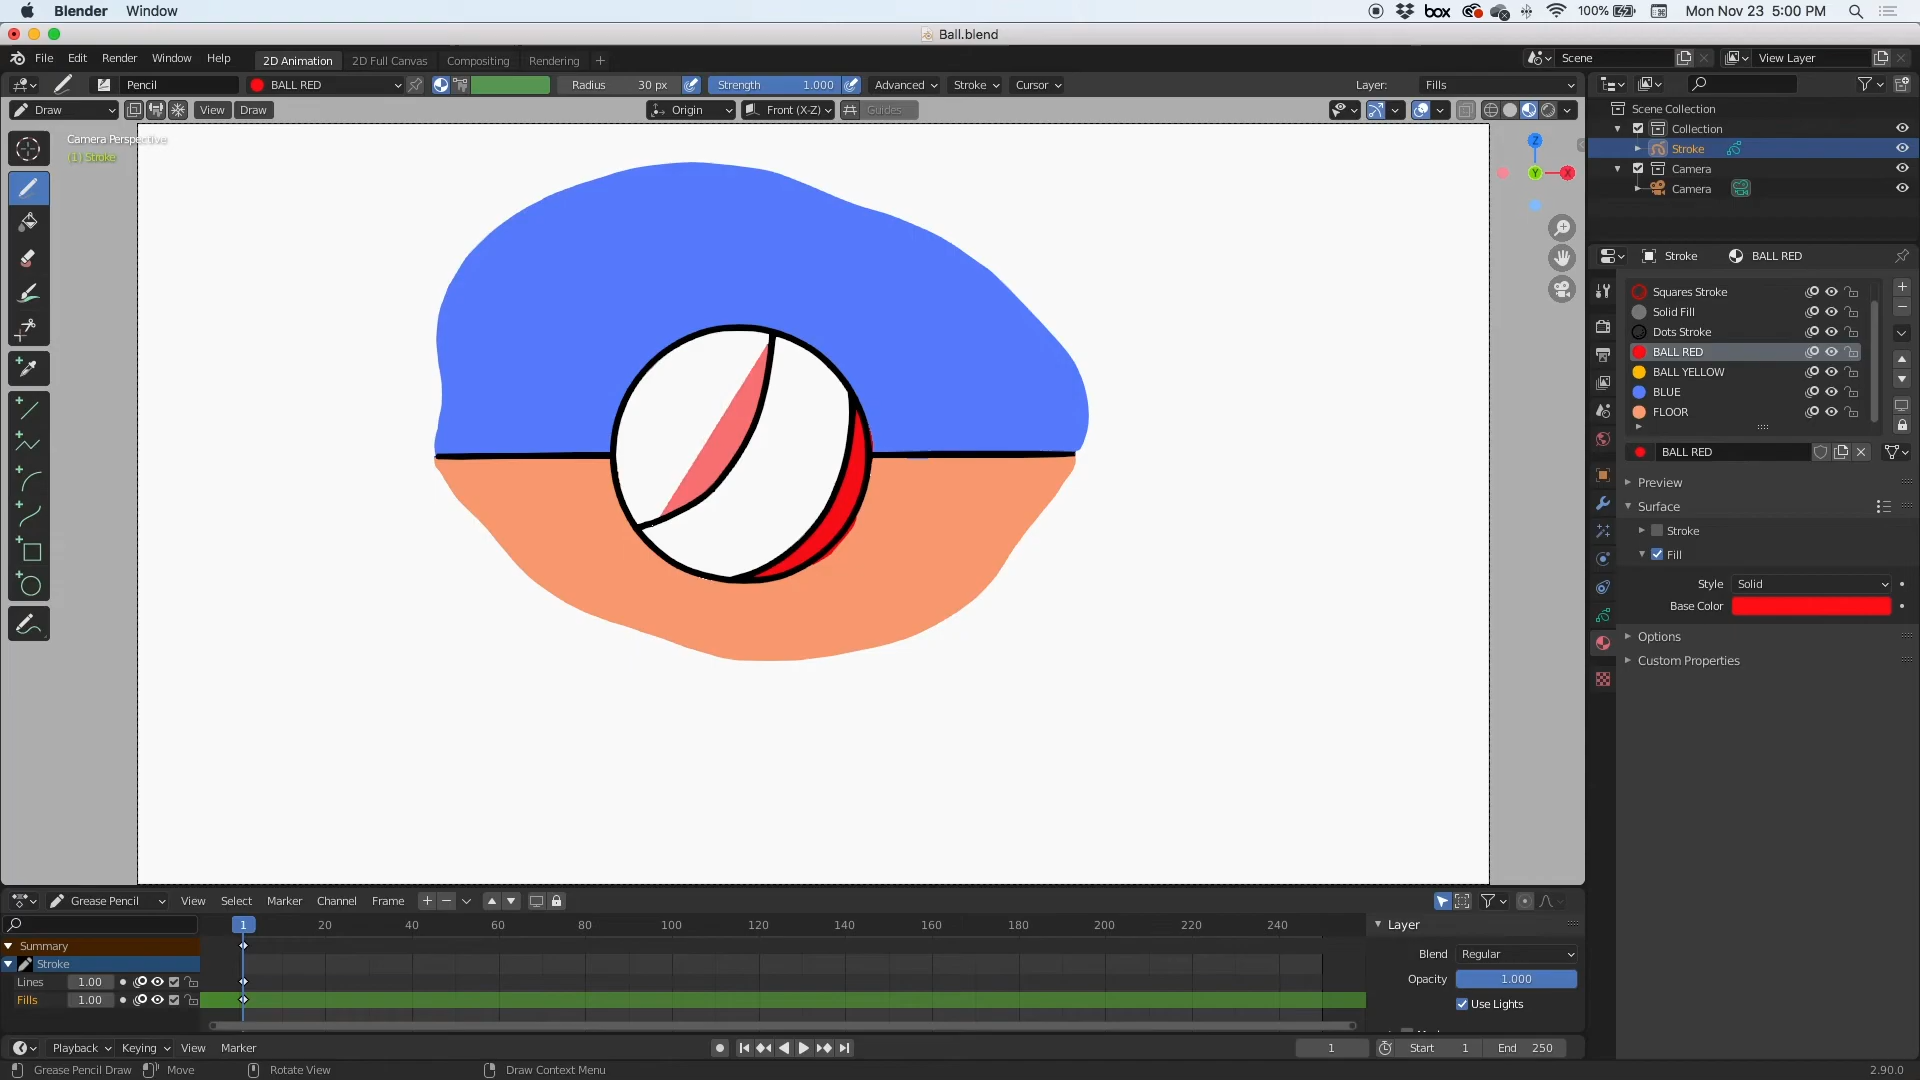 Blender Window
box 100% Mon Nov 23 5:00 PM
Ball.blend
File Edit Render Window Help 2D Animation 2D Full Canvas Compositing Rendering + Scene View Layer
Pencil BALL RED Radius 30 px Strength 1.000 Advanced Stroke Cursor Layer: Fills
Draw View Draw Origin Front (X-Z) Guides
Camera Perspective
(1) Stroke
Z
Y
X
Scene Collection
Collection
Stroke
Camera
Camera
Stroke BALL RED
Squares Stroke
Solid Fill
Dots Stroke
BALL RED
BALL YELLOW
BLUE
FLOOR
BALL RED
Preview
Surface
Stroke
Fill
Style Solid
Base Color
Options
Custom Properties
Grease Pencil View Select Marker Channel Frame
1 20 40 60 80 100 120 140 160 180 200 220 240
Summary
Stroke
Lines 1.00
Fills 1.00
Layer
Blend Regular
Opacity 1.000
Use Lights
Playback Keying View Marker 1 Start 1 End 250
Grease Pencil Draw Move Rotate View Draw Context Menu 2.90.0